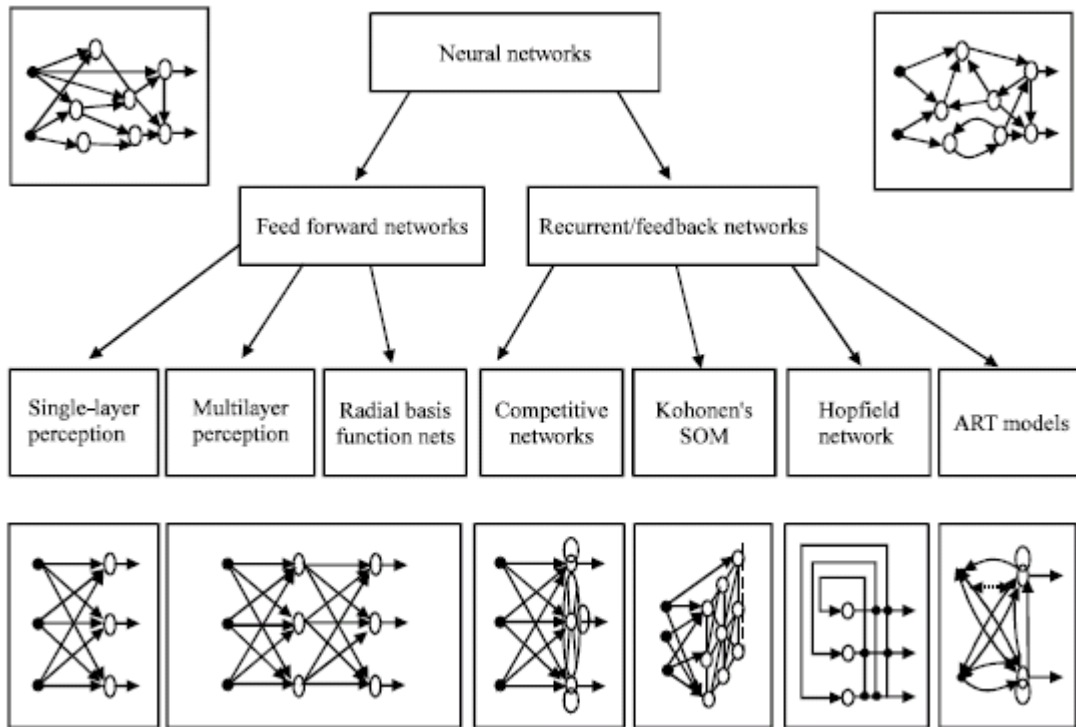 Neural networks
Feed forward networks
Recurrent/feedback networks
Single-layer
perception
Multilayer
perception
Radial basis
function nets
Competitive
networks
Kohonen's
SOM
Hopfield
network
ART models